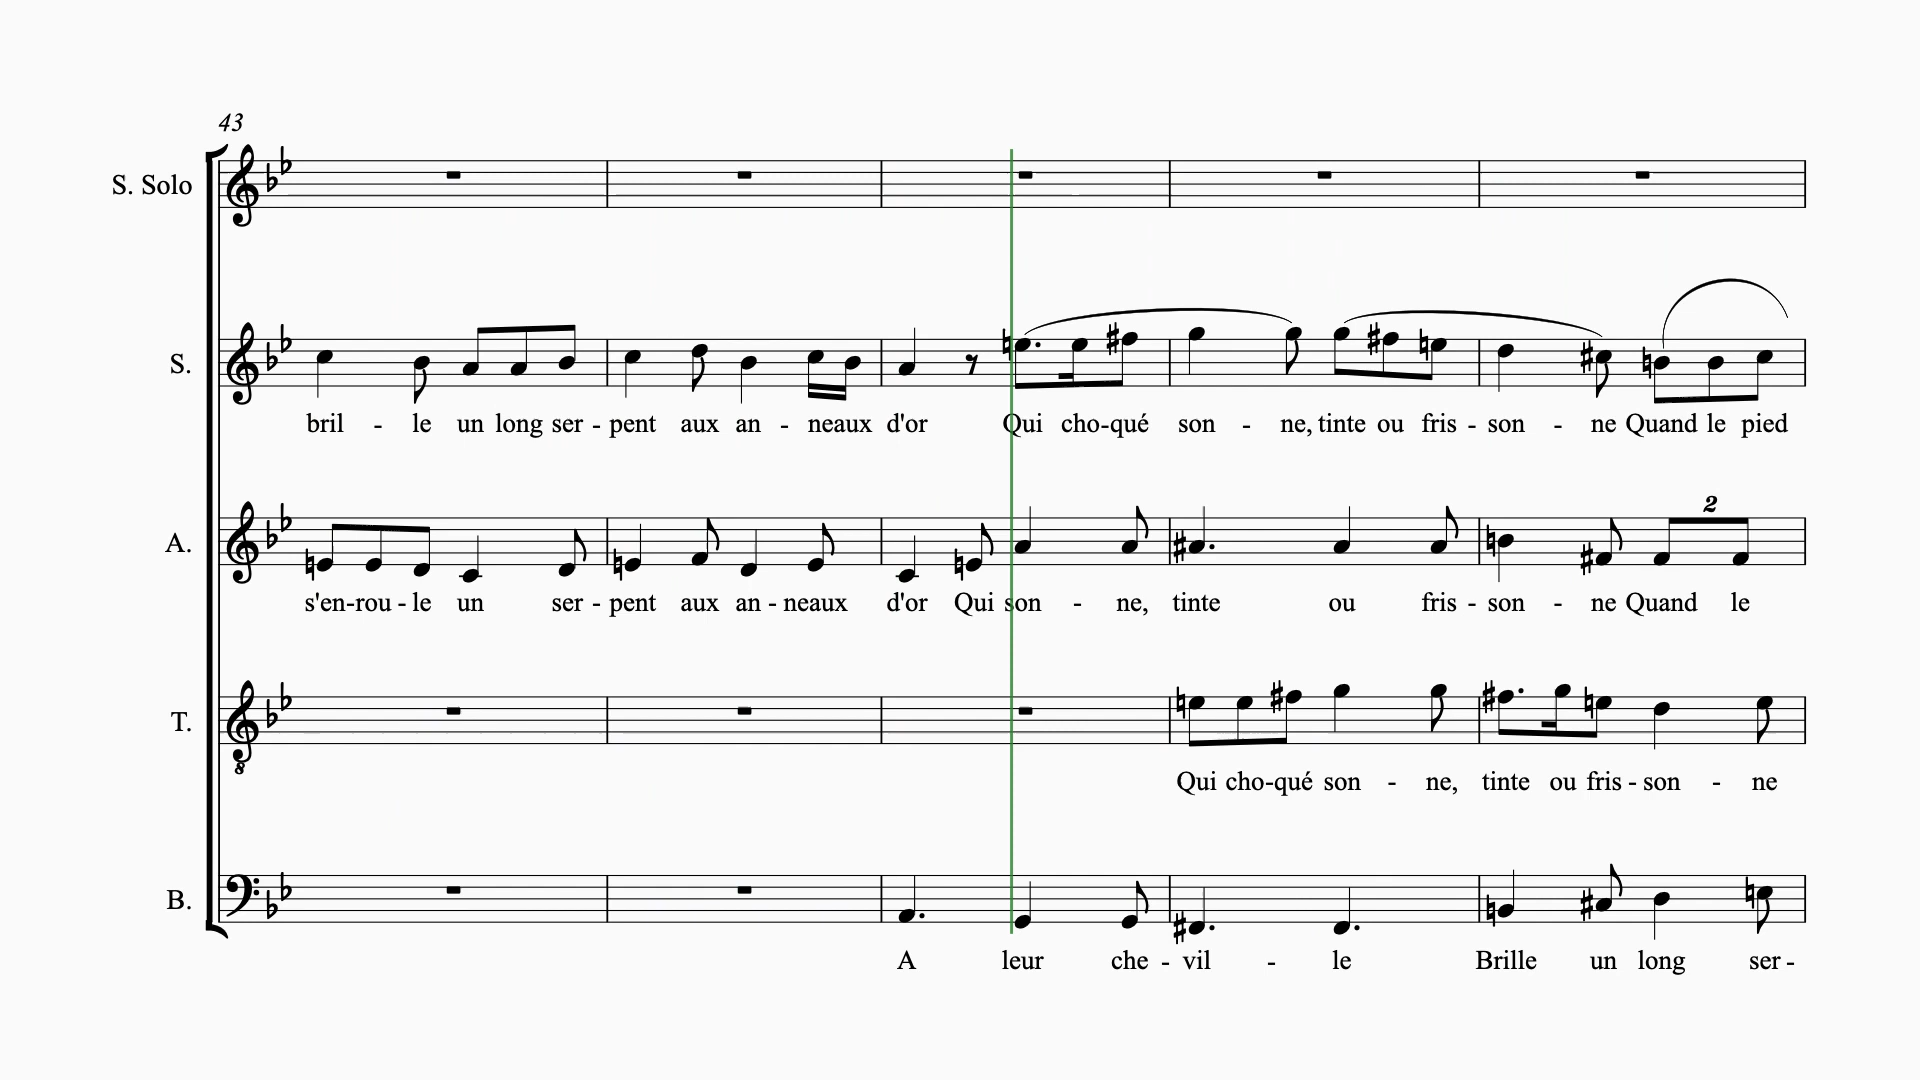 43
S. Solo
S.
bril - le un long ser - pent aux an - neaux d'or Qui cho-qué son - ne, tinte ou fris - son - ne Quand le pied
2
A.
s'en-rou - le un ser - pent aux an - neaux d'or Qui son - ne, tinte ou fris - son - ne Quand le
T.
8
Qui cho-qué son - ne, tinte ou fris - son - ne
B.
A leur che - vil - le Brille un long ser -